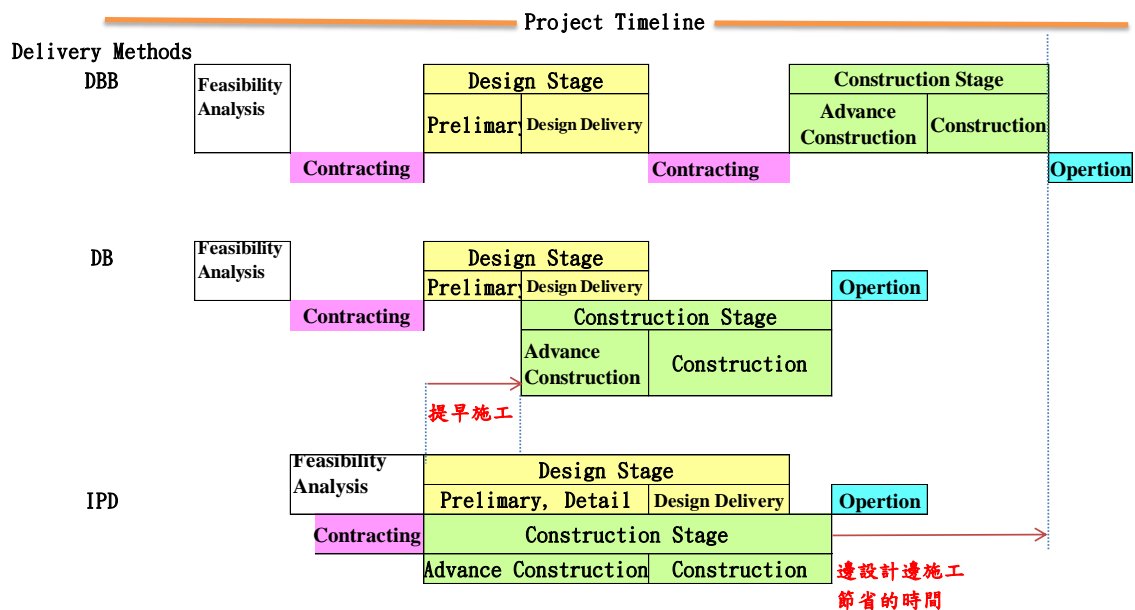 Project Timeline
Delivery Methods
DBB
Feasibility
Analysis
Design Stage
Prelimary
Design Delivery
Construction Stage
Advance
Construction
Construction
Contracting
Contracting
Opertion
DB
Feasibility
Analysis
Design Stage
Prelimary
Design Delivery
Opertion
Contracting
Construction Stage
Advance
Construction
Construction
提早施工
IPD
Feasibility
Analysis
Design Stage
Prelimary, Detail
Design Delivery
Opertion
Contracting
Construction Stage
Advance Construction
Construction
邊設計邊施工
節省的時間